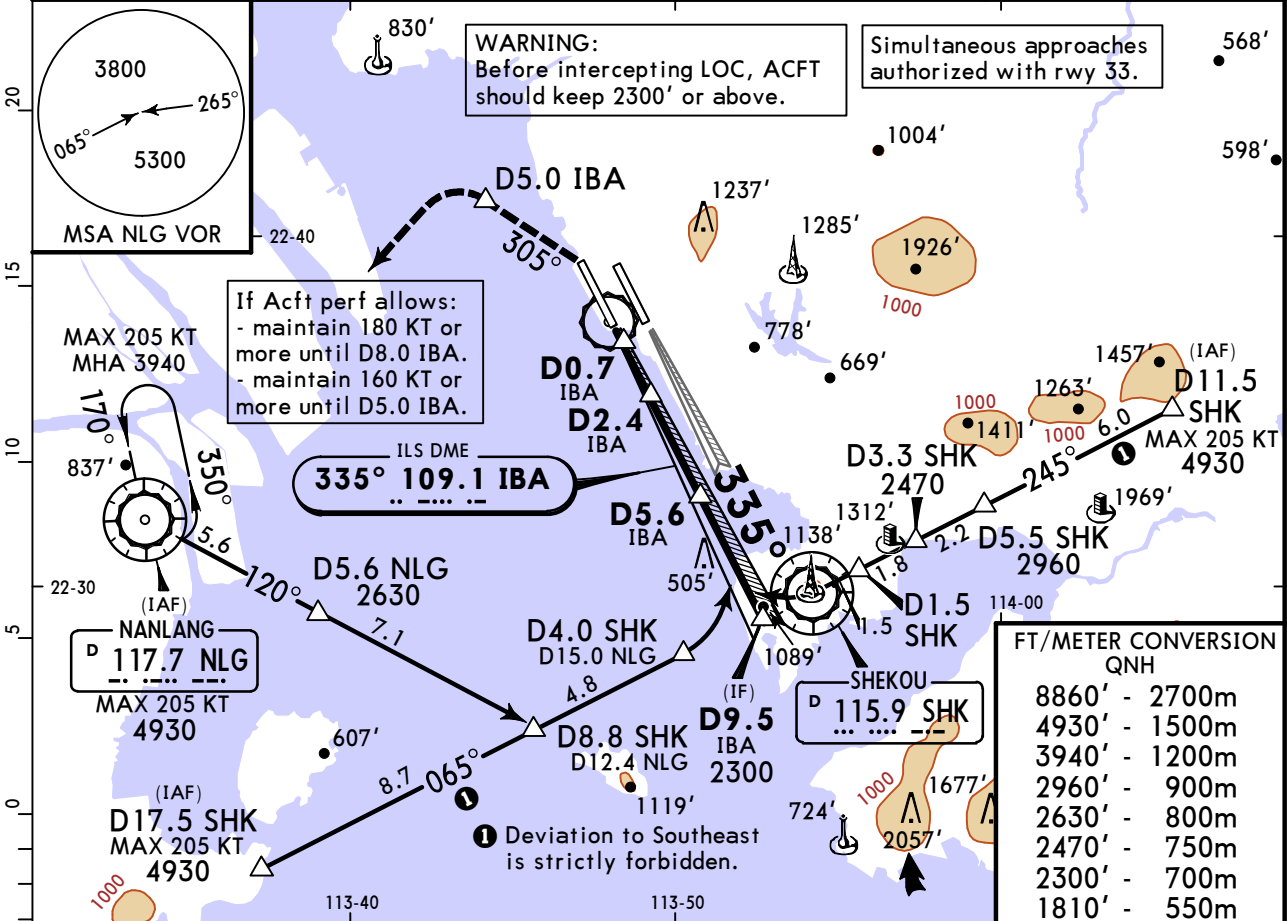 3800
265°
065°
5300
MSA NLG VOR
830'
WARNING:
Before intercepting LOC, ACFT
should keep 2300' or above.
Simultaneous approaches
authorized with rwy 33.
568'
598'
1004'
20
15
10
5
0
22-40
22-30
D5.0 IBA
305°
1237'
1285'
1926'
1000
If Acft perf allows:
- maintain 180 KT or
more until D8.0 IBA.
- maintain 160 KT or
more until D5.0 IBA.
MAX 205 KT
MHA 3940
170°
350°
837'
778'
669'
D0.7
IBA
D2.4
IBA
ILS DME
335° 109.1 IBA
D5.6
IBA
335°
505'
1457'
(IAF)
D11.5
SHK
MAX 205 KT
4930
1263'
1000
1000
1411'
6.0
245°
1
D3.3 SHK
2470
1312'
1969'
1138'
2.2
D5.5 SHK
2960
1.8
D1.5
SHK
1.5
114-00
5.6
120°
D5.6 NLG
2630
7.1
(IAF)
NANLANG
D 117.7 NLG
MAX 205 KT
4930
D4.0 SHK
D15.0 NLG
4.8
1089'
(IF)
D9.5
IBA
2300
SHEKOU
D 115.9 SHK
D8.8 SHK
D12.4 NLG
607'
1119'
8.7
065°
1
(IAF)
D17.5 SHK
MAX 205 KT
4930
1000
1 Deviation to Southeast
is strictly forbidden.
724'
1000
1677'
2057'
113-40
113-50
FT/METER CONVERSION
QNH
8860' - 2700m
4930' - 1500m
3940' - 1200m
2960' - 900m
2630' - 800m
2470' - 750m
2300' - 700m
1810' - 550m